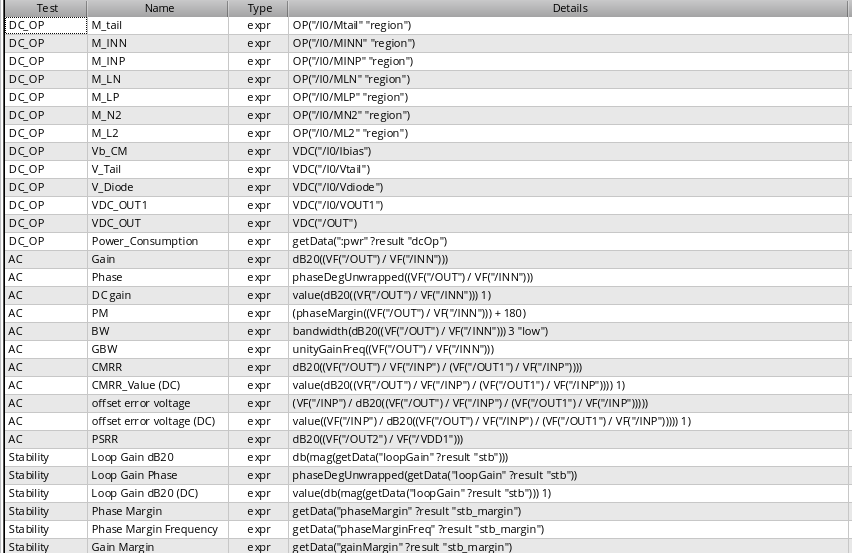 Test Name Type Details
DC_OP M_tail expr OP("/I0/Mtail" "region")
DC_OP M_INN expr OP("/I0/MINN" "region")
DC_OP M_INP expr OP("/I0/MINP" "region")
DC_OP M_LN expr OP("/I0/MLN" "region")
DC_OP M_LP expr OP("/I0/MLP" "region")
DC_OP M_N2 expr OP("/I0/MN2" "region")
DC_OP M_L2 expr OP("/I0/ML2" "region")
DC_OP Vb_CM expr VDC("/I0/Ibias")
DC_OP V_Tail expr VDC("/I0/Vtail")
DC_OP V_Diode expr VDC("/I0/Vdiode")
DC_OP VDC_OUT1 expr VDC("/I0/VOUT1")
DC_OP VDC_OUT expr VDC("/OUT")
DC_OP Power_Consumption expr getData(":pwr" ?result "dcOp")
AC Gain expr dB20((VF("/OUT") / VF("/INN")))
AC Phase expr phaseDegUnwrapped((VF("/OUT") / VF("/INN")))
AC DC gain expr value(dB20((VF("/OUT") / VF("/INN"))) 1)
AC PM expr (phaseMargin((VF("/OUT") / VF("/INN"))) + 180)
AC BW expr bandwidth(dB20((VF("/OUT") / VF("/INN"))) 3 "low")
AC GBW expr unityGainFreq((VF("/OUT") / VF("/INN")))
AC CMRR expr dB20((VF("/OUT") / VF("/INP") / (VF("/OUT1") / VF("/INP"))))
AC CMRR_Value (DC) expr value(dB20((VF("/OUT") / VF("/INP") / (VF("/OUT1") / VF("/INP")))) 1)
AC offset error voltage expr (VF("/INP") / dB20((VF("/OUT") / VF("/INP") / (VF("/OUT1") / VF("/INP")))))
AC offset error voltage (DC) expr value((VF("/INP") / dB20((VF("/OUT") / VF("/INP") / (VF("/OUT1") / VF("/INP"))))) 1)
AC PSRR expr dB20((VF("/OUT2") / VF("/VDD1")))
Stability Loop Gain dB20 expr db(mag(getData("loopGain" ?result "stb")))
Stability Loop Gain Phase expr phaseDegUnwrapped(getData("loopGain" ?result "stb"))
Stability Loop Gain dB20 (DC) expr value(db(mag(getData("loopGain" ?result "stb"))) 1)
Stability Phase Margin expr getData("phaseMargin" ?result "stb_margin")
Stability Phase Margin Frequency expr getData("phaseMarginFreq" ?result "stb_margin")
Stability Gain Margin expr getData("gainMargin" ?result "stb_margin")